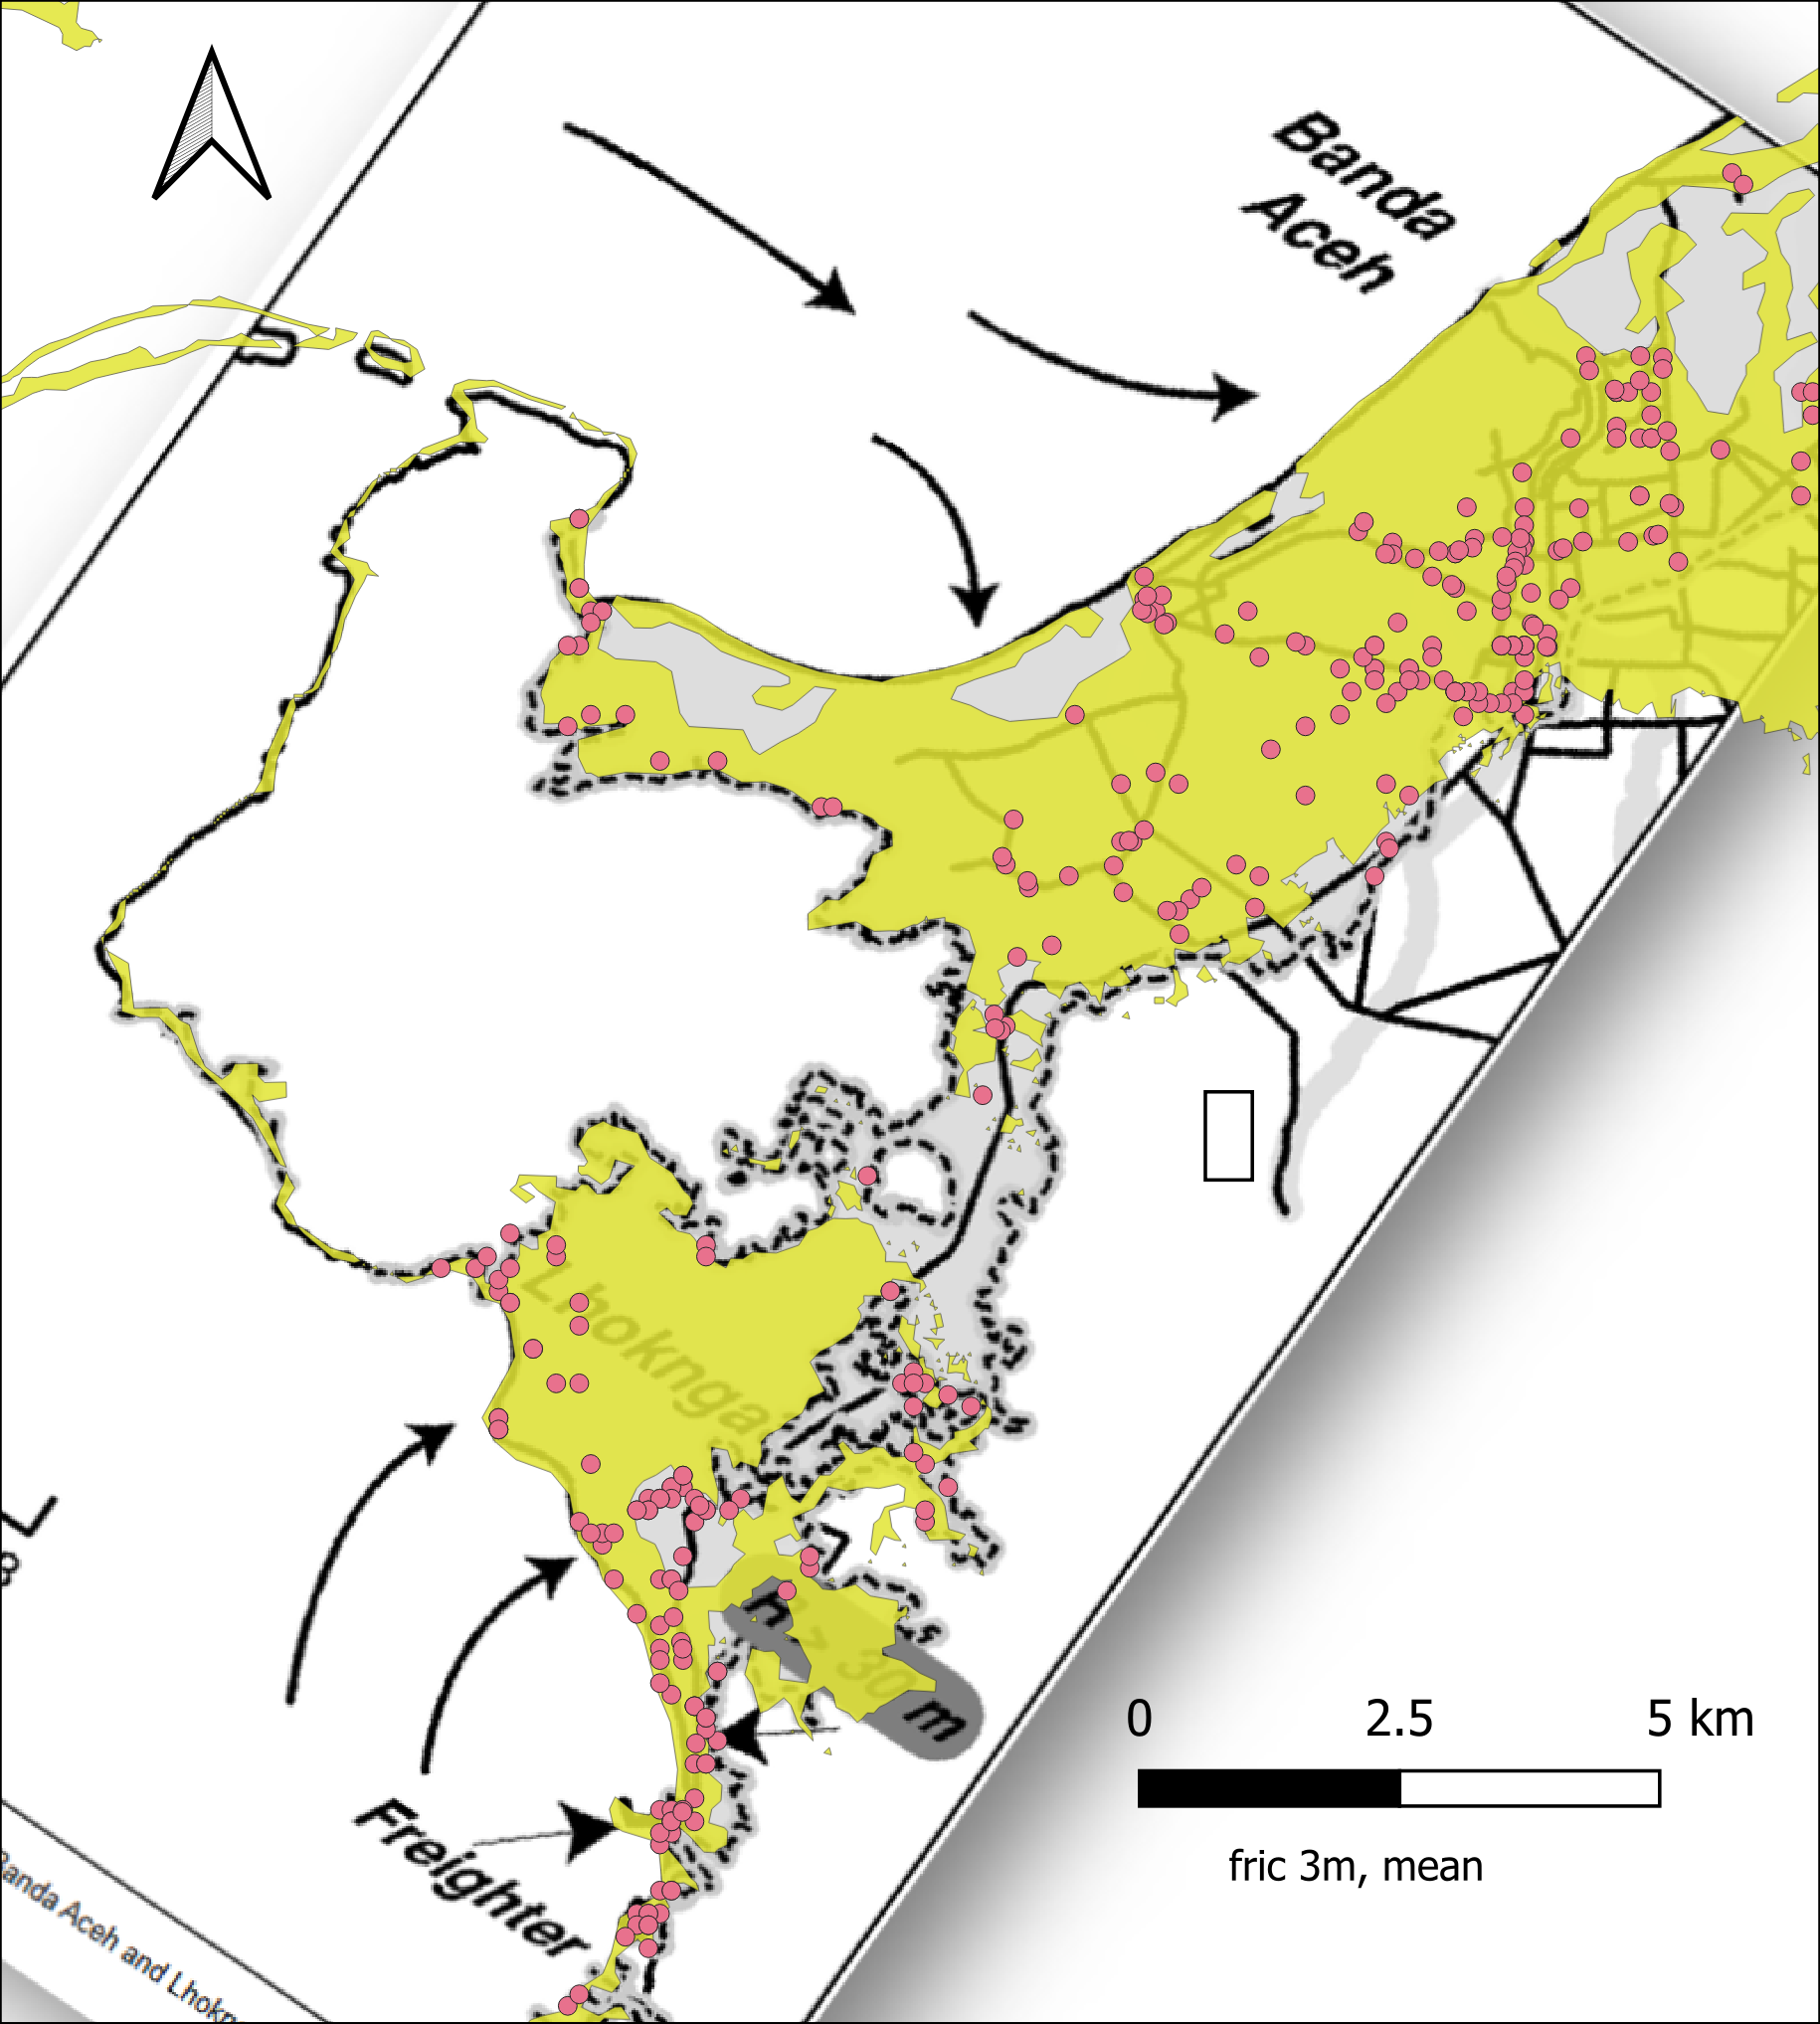 Banda
Aceh
Lhoknga
30 m
Freighter
Banda Aceh and Lhokn
0 2.5 5 km
fric 3m, mean